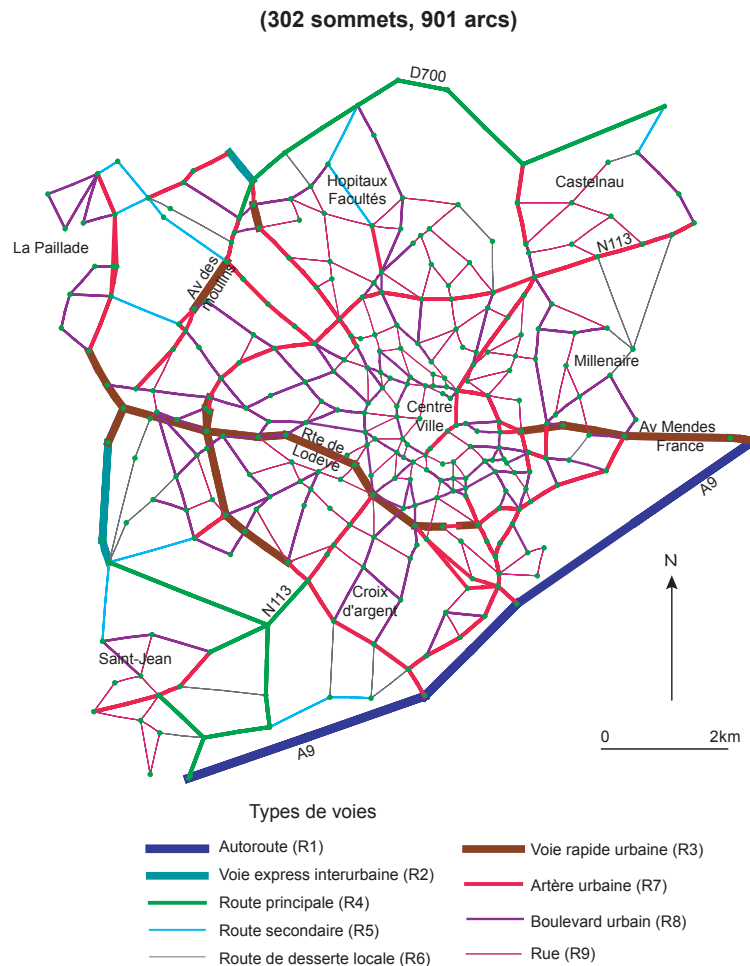 (302 sommets, 901 arcs)
D700
Hopitaux
Facultés
Castelnau
La Paillade
N113
Av des
moulins
Millenaire
Centre
Ville
Av Mendes
France
Rte de
Lodève
A9
N
Croix
d'argent
N113
Saint-Jean
0 2km
A9
Types de voies
Autoroute (R1)
Voie express interurbaine (R2)
Route principale (R4)
Route secondaire (R5)
Route de desserte locale (R6)
Voie rapide urbaine (R3)
Artère urbaine (R7)
Boulevard urbain (R8)
Rue (R9)